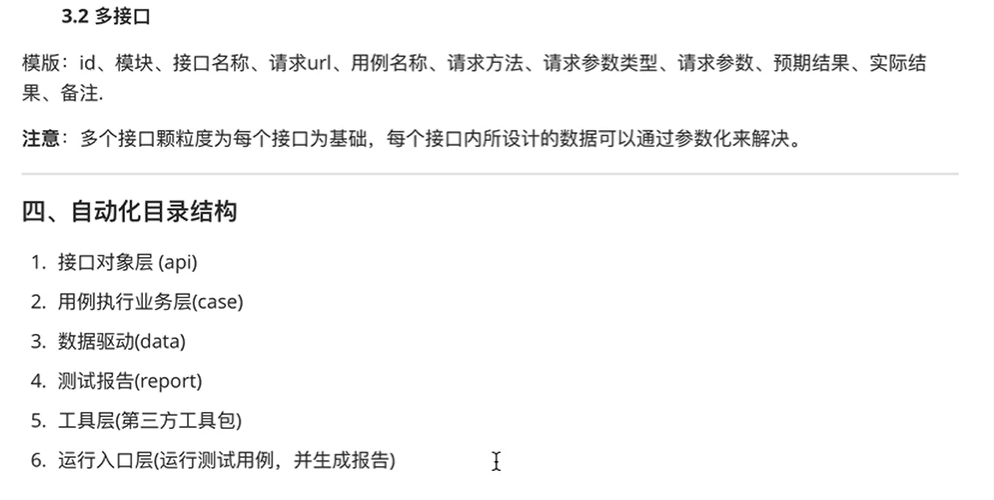 3.2 多接口
模版：id、模块、接口名称、请求url、用例名称、请求方法、请求参数类型、请求参数、预期结果、实际结
果、备注.
注意：多个接口颗粒度为每个接口为基础，每个接口内所设计的数据可以通过参数化来解决。
四、自动化目录结构
1. 接口对象层 (api)
2. 用例执行业务层(case)
3. 数据驱动(data)
4. 测试报告(report)
5. 工具层(第三方工具包)
6. 运行入口层(运行测试用例，并生成报告)